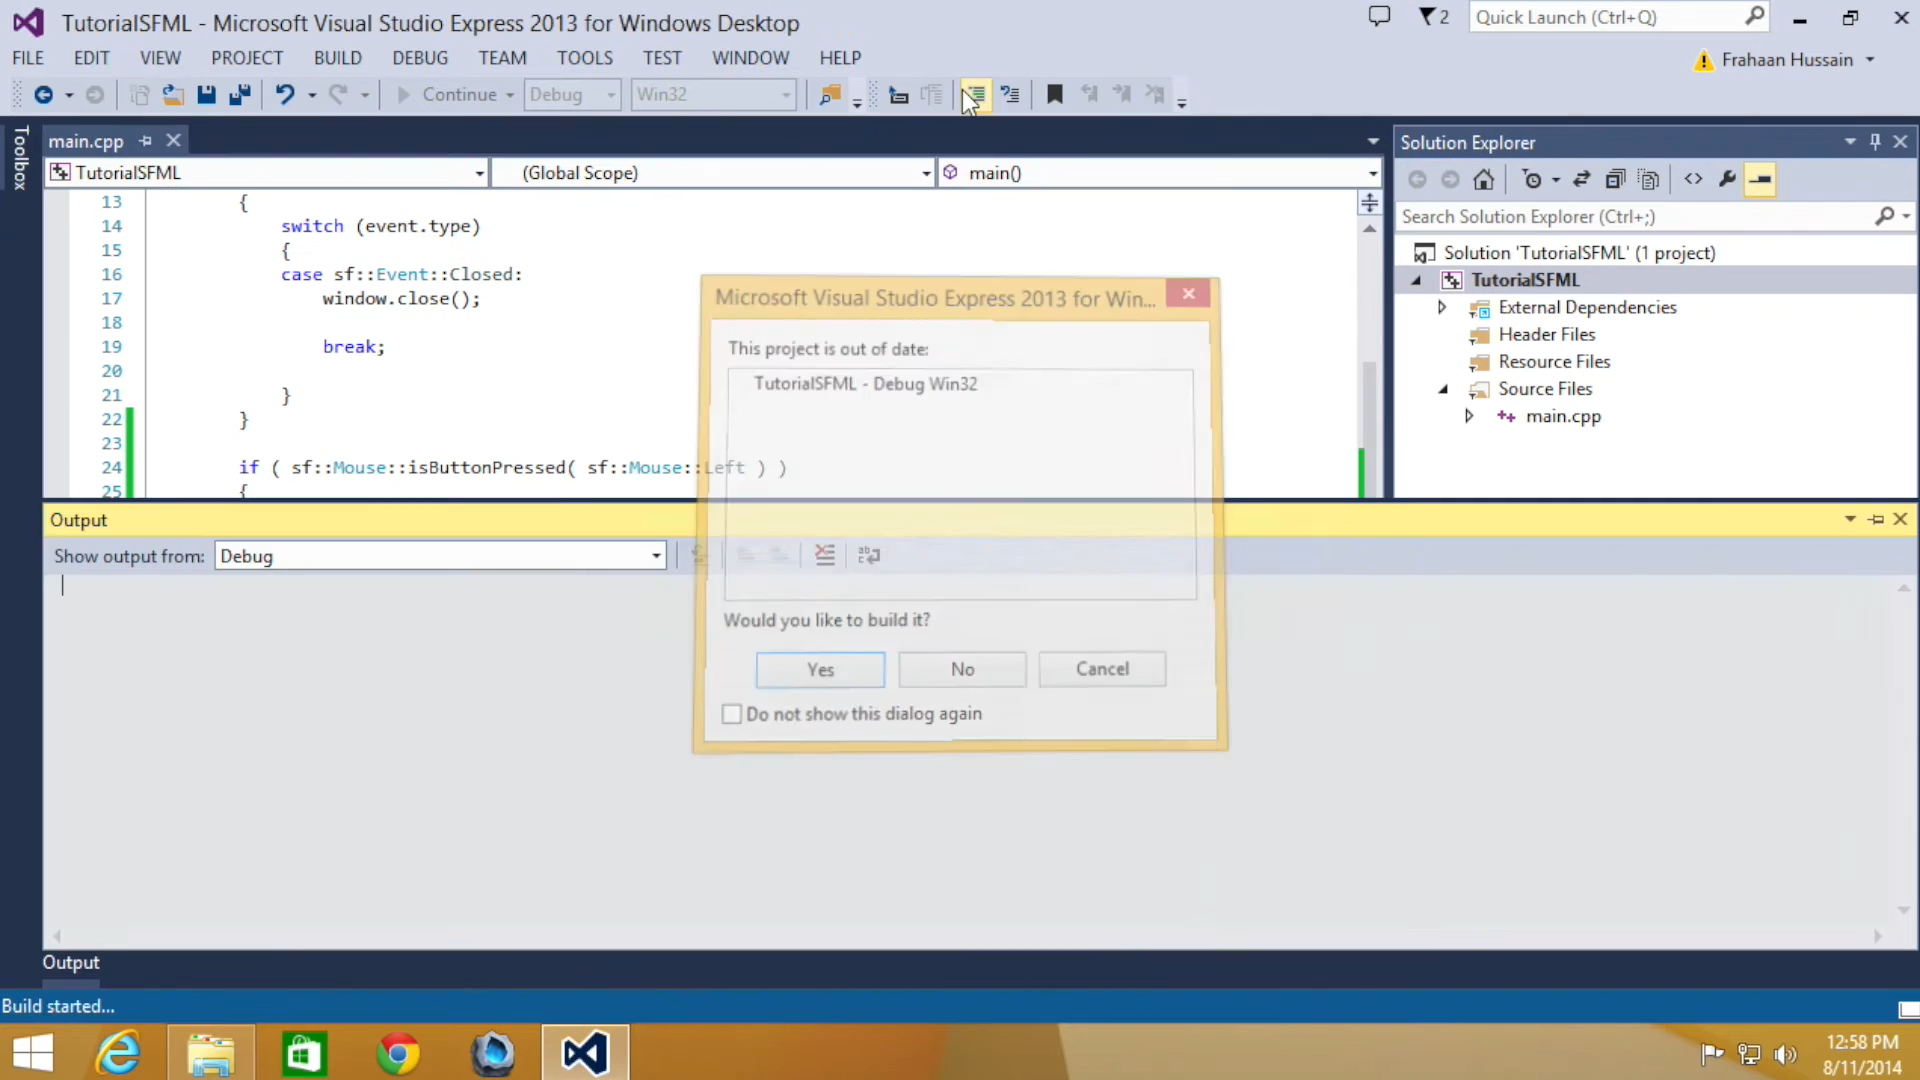 TutorialSFML - Microsoft Visual Studio Express 2013 for Windows Desktop
2
Quick Launch (Ctrl+Q)
FILE EDIT VIEW PROJECT BUILD DEBUG TEAM TOOLS TEST WINDOW HELP
Frahaan Hussain
Continue
Debug
Win32
Toolbox
main.cpp
TutorialSFML
(Global Scope)
main()
13 {
14 switch (event.type)
15 {
16 case sf::Event::Closed:
17 window.close();
18
19 break;
20
21 }
22 }
23
24 if ( sf::Mouse::isButtonPressed( sf::Mouse::Left ) )
25 {
Solution Explorer
Search Solution Explorer (Ctrl+;)
Solution 'TutorialSFML' (1 project)
TutorialSFML
External Dependencies
Header Files
Resource Files
Source Files
main.cpp
Microsoft Visual Studio Express 2013 for Win...
This project is out of date:
TutorialSFML - Debug Win32
Would you like to build it?
Yes
No
Cancel
Do not show this dialog again
Output
Show output from: Debug
Output
Build started...
12:58 PM
8/11/2014